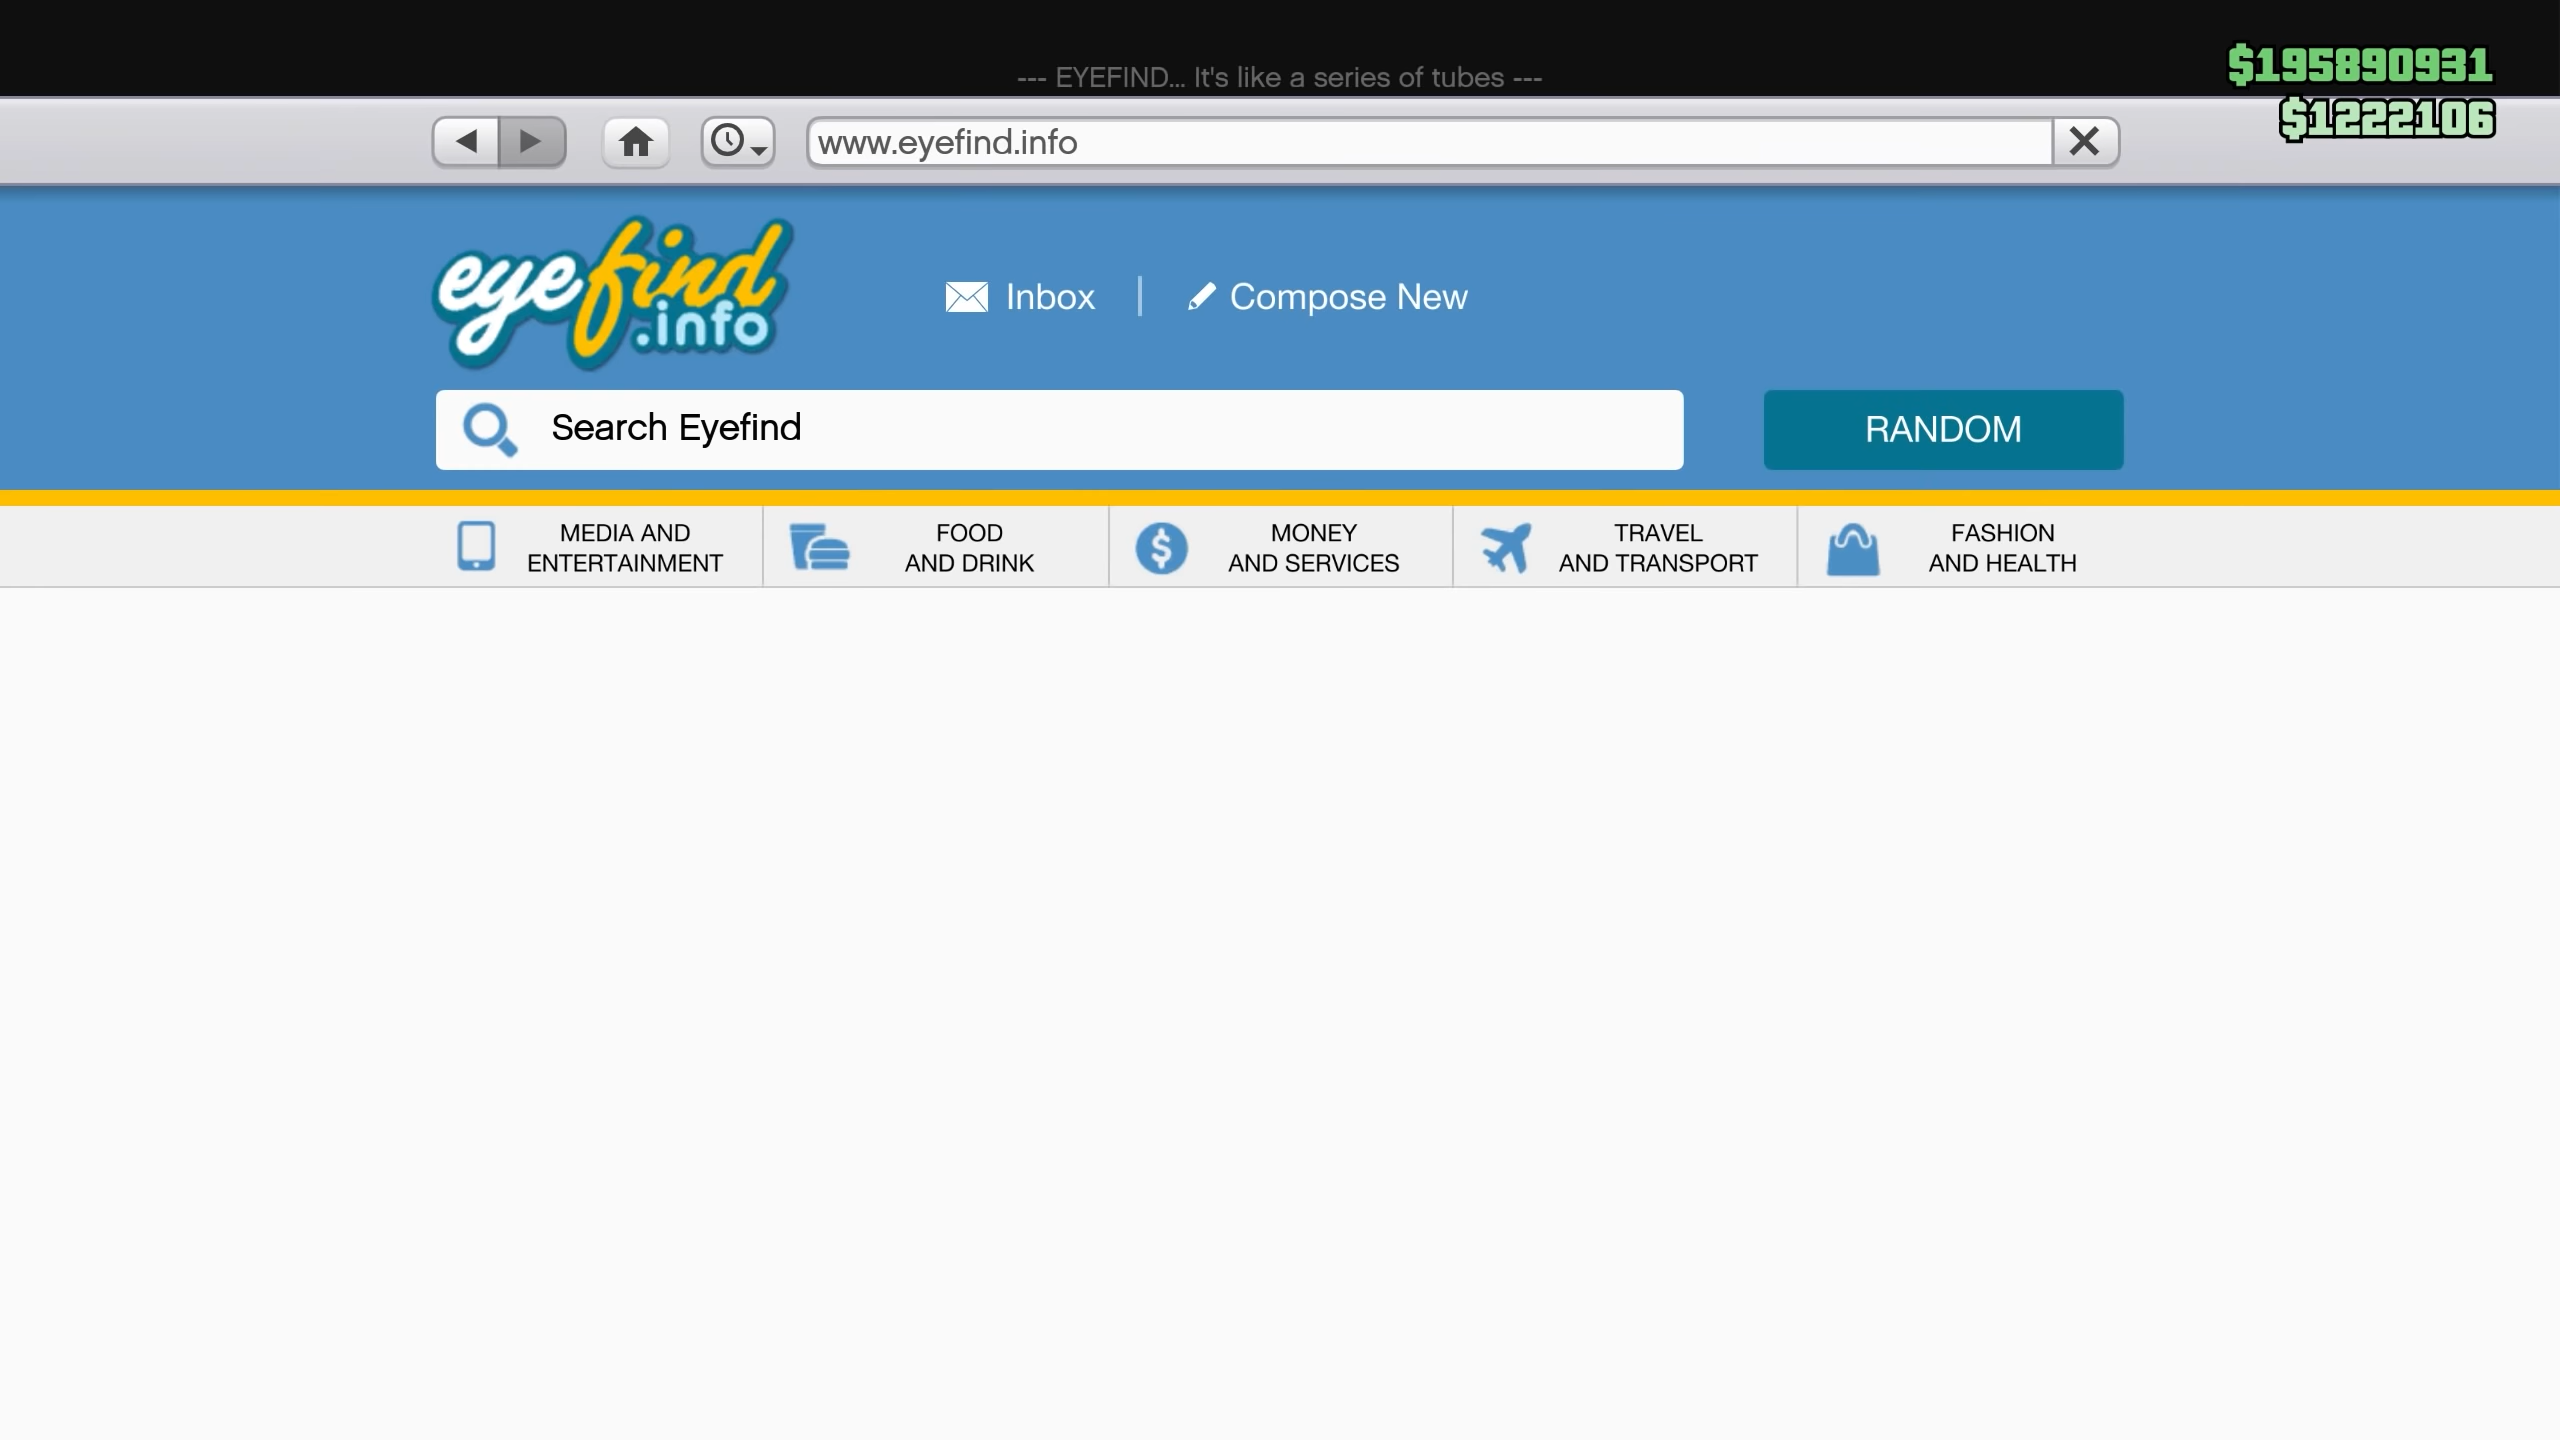 --- EYEFIND... It's like a series of tubes ---
$195890931
$1222106
www.eyefind.info
eyefind
.info
Inbox
Compose New
Search Eyefind
RANDOM
MEDIA AND
ENTERTAINMENT
FOOD
AND DRINK
MONEY
AND SERVICES
TRAVEL
AND TRANSPORT
FASHION
AND HEALTH